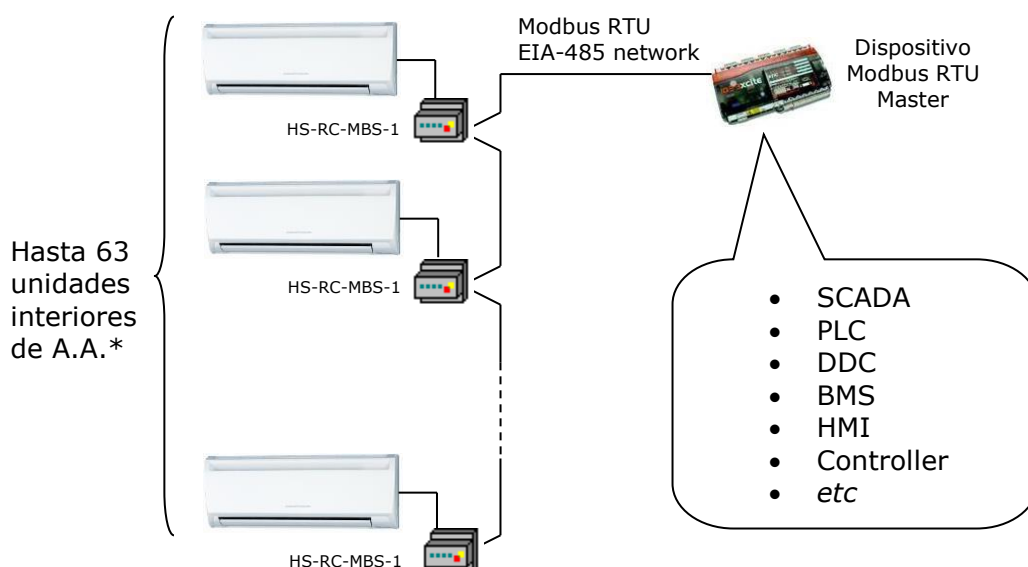 Modbus RTU
EIA-485 network
Dispositivo
Modbus RTU
Master
HS-RC-MBS-1
Hasta 63
unidades
interiores
de A.A.*
HS-RC-MBS-1
HS-RC-MBS-1
• SCADA
• PLC
• DDC
• BMS
• HMI
• Controller
• etc